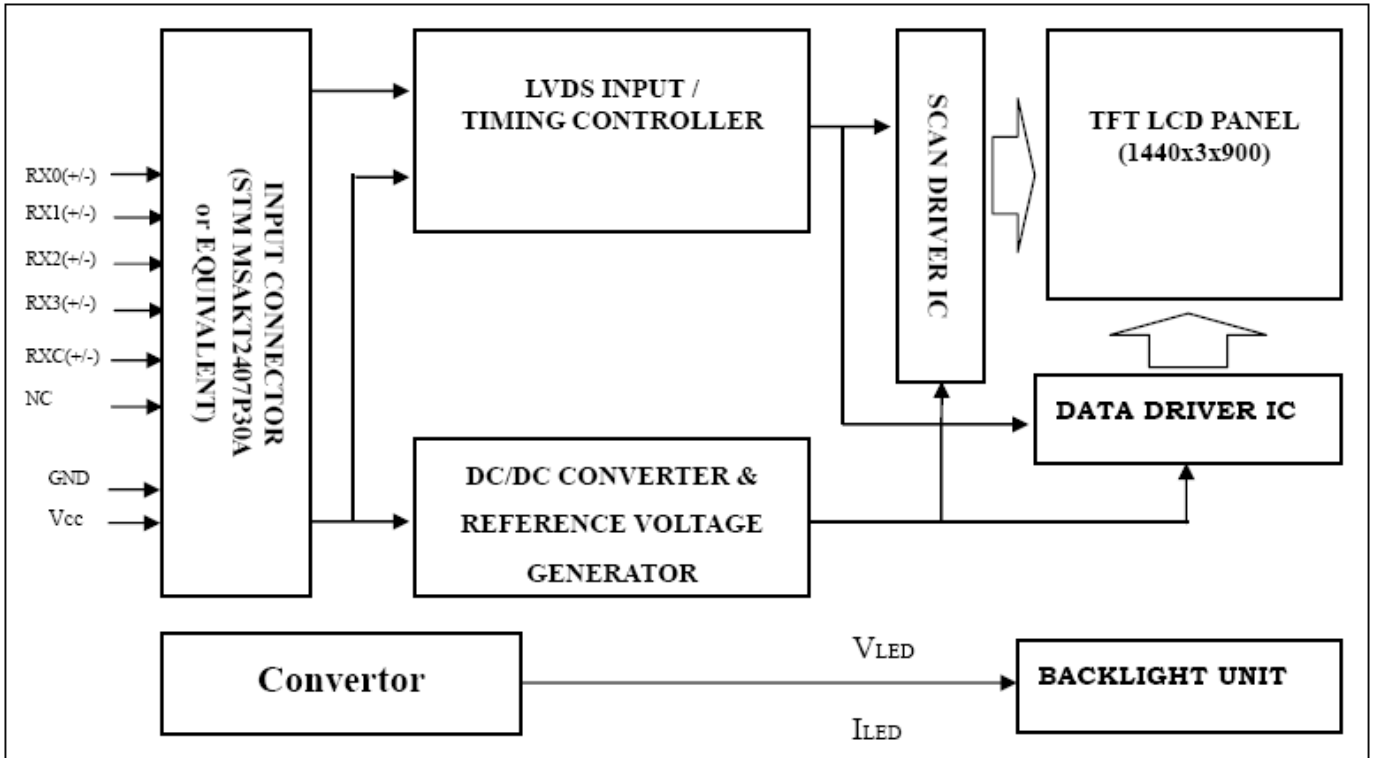 RX0(+/-)
RX1(+/-)
RX2(+/-)
RX3(+/-)
RXC(+/-)
NC
GND
Vcc
INPUT CONNECTOR
(STM MSAKT2407P30A
or EQUIVALENT)
LVDS INPUT /
TIMING CONTROLLER
SCAN DRIVER IC
TFT LCD PANEL
(1440x3x900)
DATA DRIVER IC
DC/DC CONVERTER &
REFERENCE VOLTAGE
GENERATOR
Convertor
VLED
ILED
BACKLIGHT UNIT